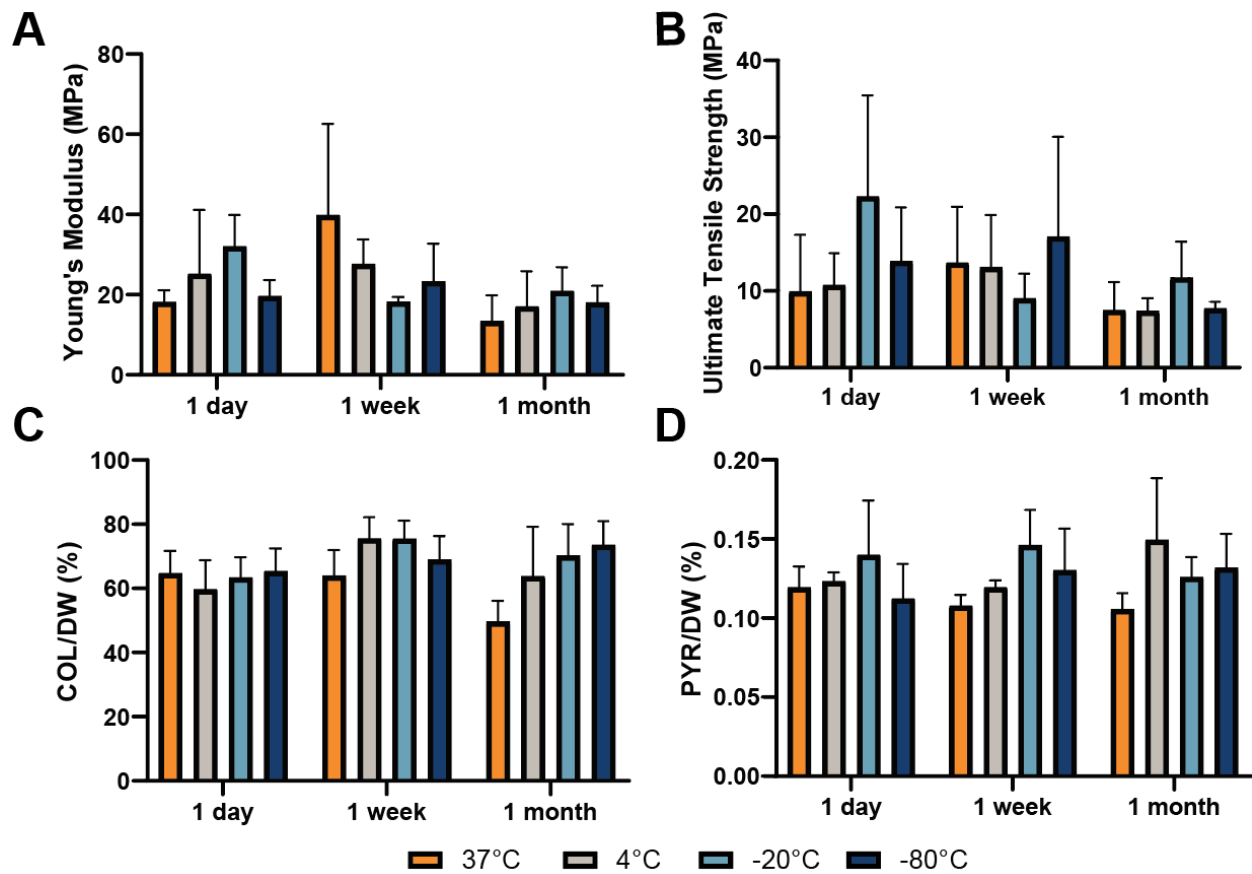 A
Young's Modulus (MPa)
80
60
40
20
0
1 day 1 week 1 month
B
Ultimate Tensile Strength (MPa)
40
30
20
10
0
1 day 1 week 1 month
C
COL/DW (%)
100
80
60
40
20
0
1 day 1 week 1 month
D
PYR/DW (%)
0.20
0.15
0.10
0.05
0.00
1 day 1 week 1 month
37°C 4°C -20°C -80°C